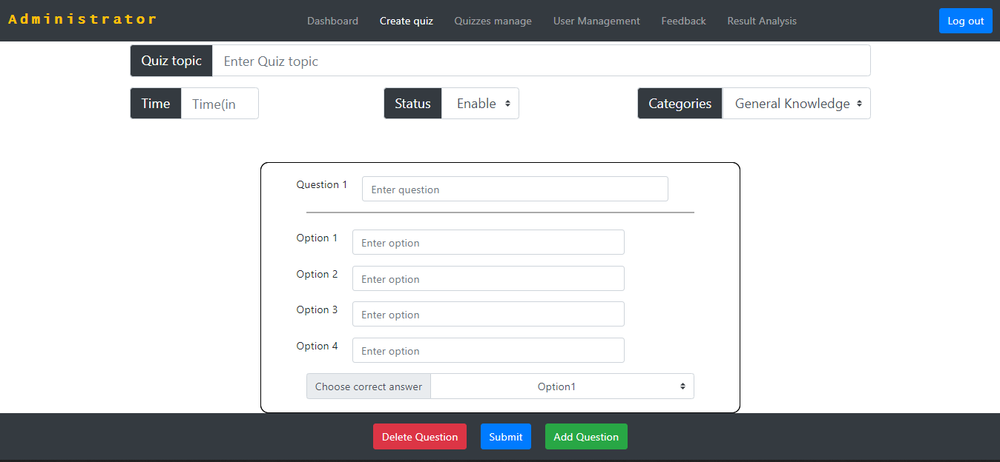 Administrator Dashboard Create quiz Quizzes manage User Management Feedback Result Analysis Log out
Quiz topic Enter Quiz topic
Time Time(in Status Enable Categories General Knowledge
Question 1 Enter question
Option 1 Enter option
Option 2 Enter option
Option 3 Enter option
Option 4 Enter option
Choose correct answer Option1
Delete Question Submit Add Question